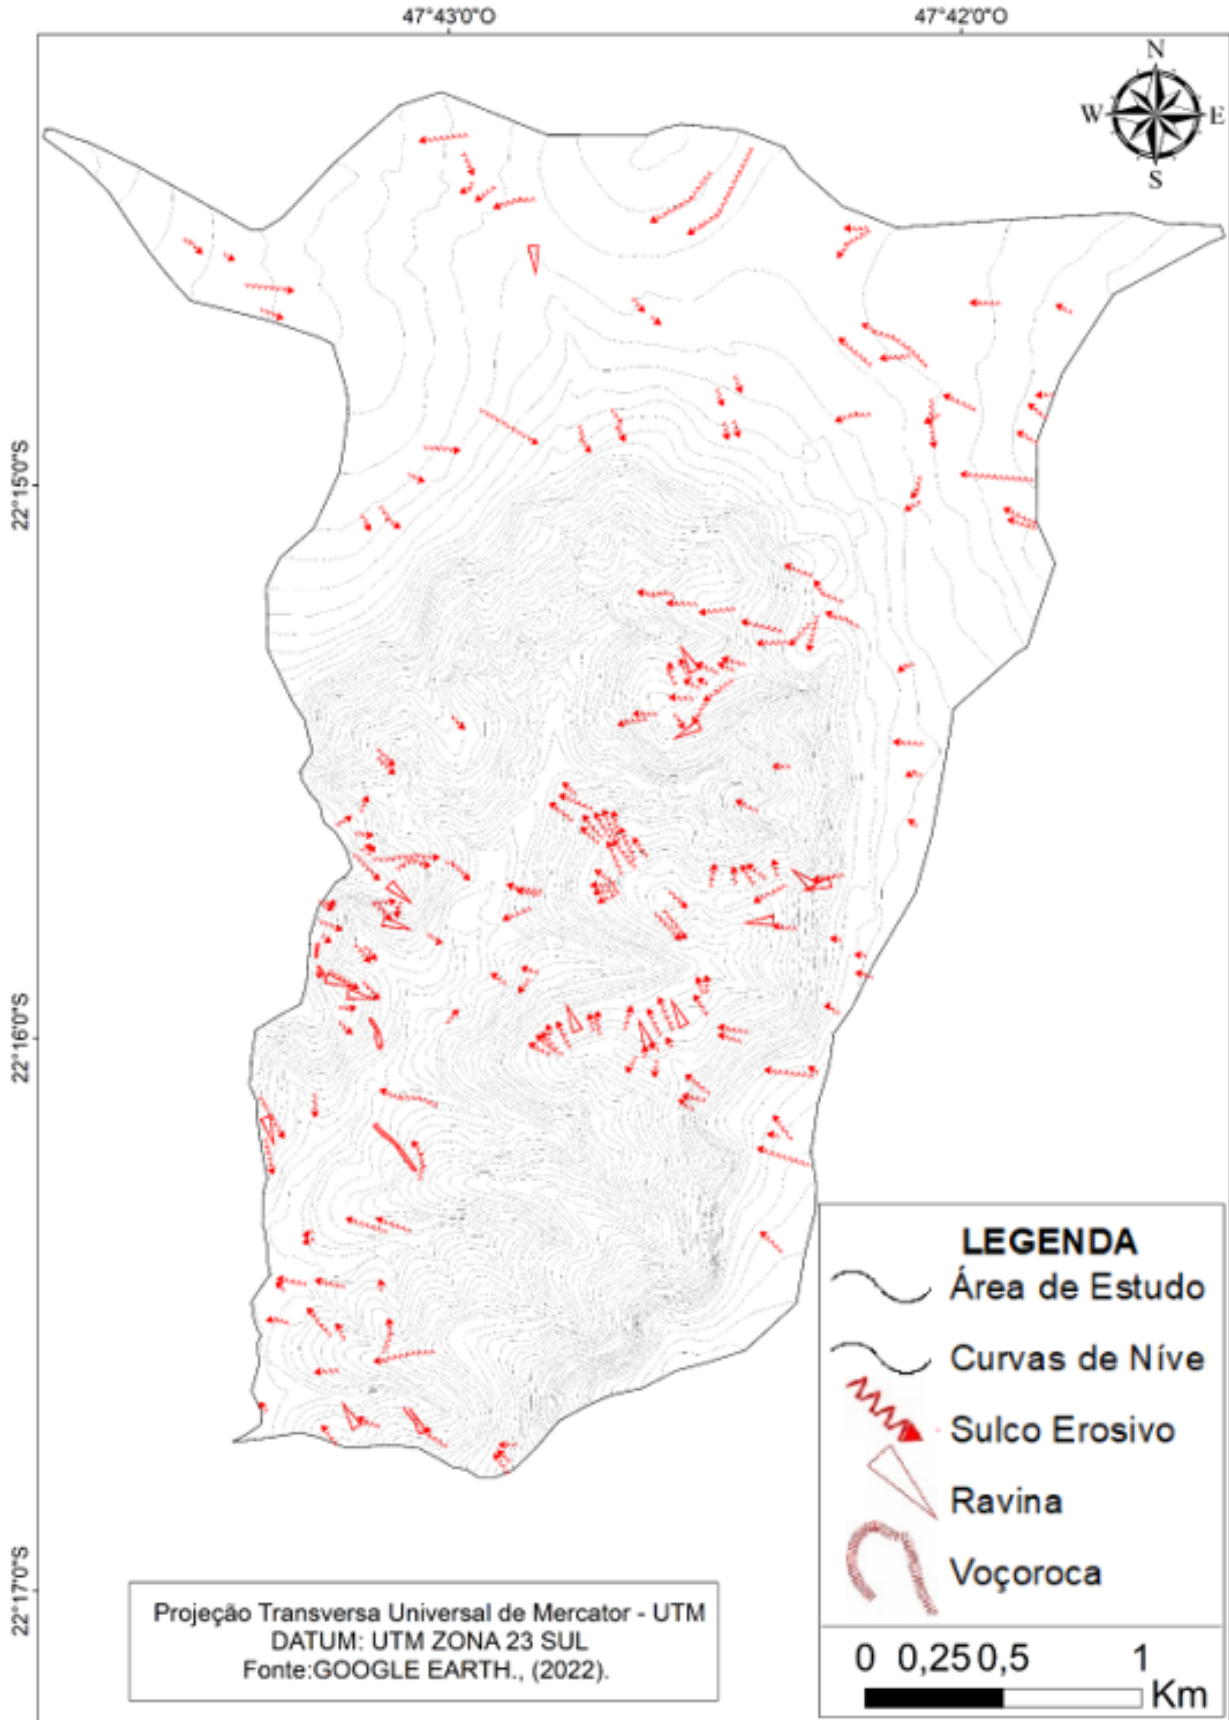 47°43'0"O
47°42'0"O
N
W
E
S
22°15'0"S
22°16'0"S
22°17'0"S
LEGENDA
Área de Estudo
Curvas de Níve
Sulco Erosivo
Ravina
Voçoroca
0 0,25 0,5 1
Km
Projeção Transversa Universal de Mercator - UTM
DATUM: UTM ZONA 23 SUL
Fonte:GOOGLE EARTH., (2022).